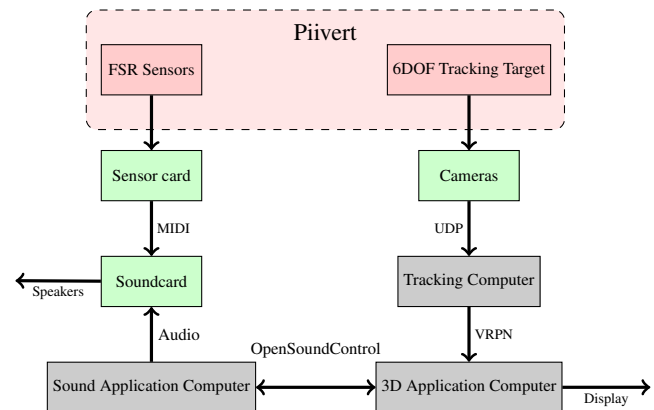 Piivert
FSR Sensors
6DOF Tracking Target
Sensor card
Cameras
MIDI
UDP
Soundcard
Tracking Computer
Speakers
Audio
VRPN
OpenSoundControl
Sound Application Computer
3D Application Computer
Display